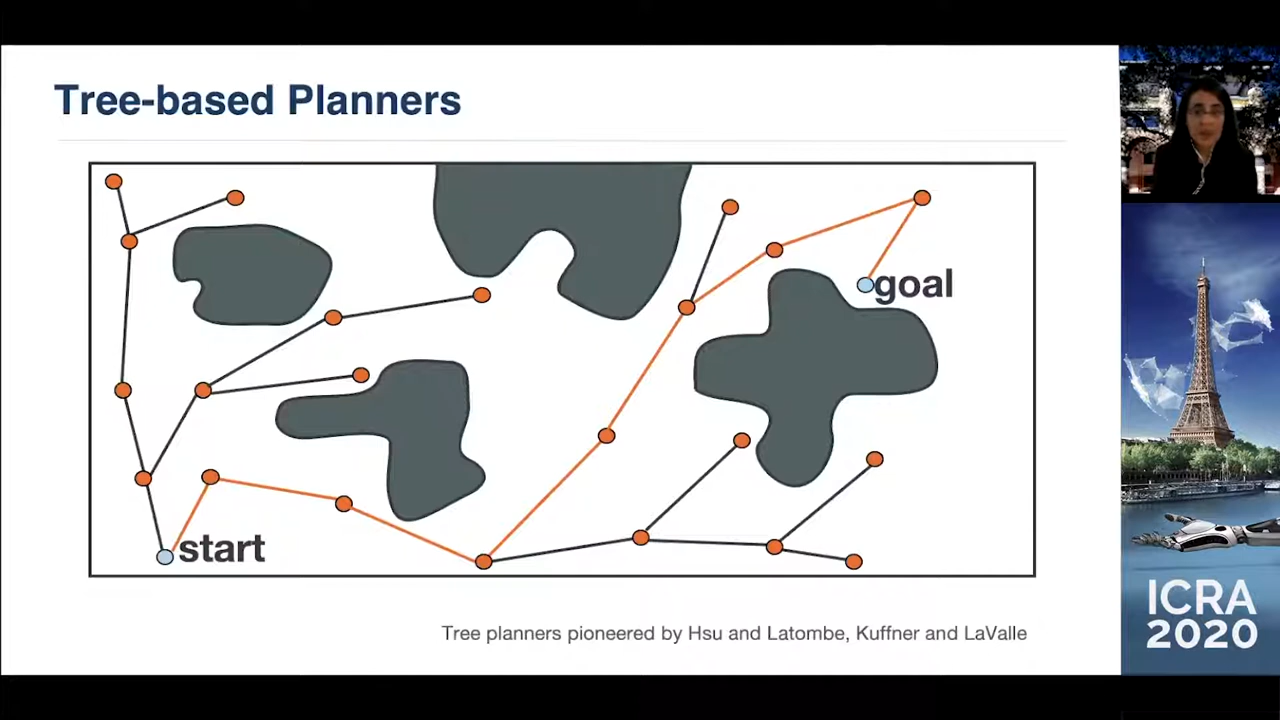 Tree-based Planners
goal
start
Tree planners pioneered by Hsu and Latombe, Kuffner and LaValle
ICRA
2020